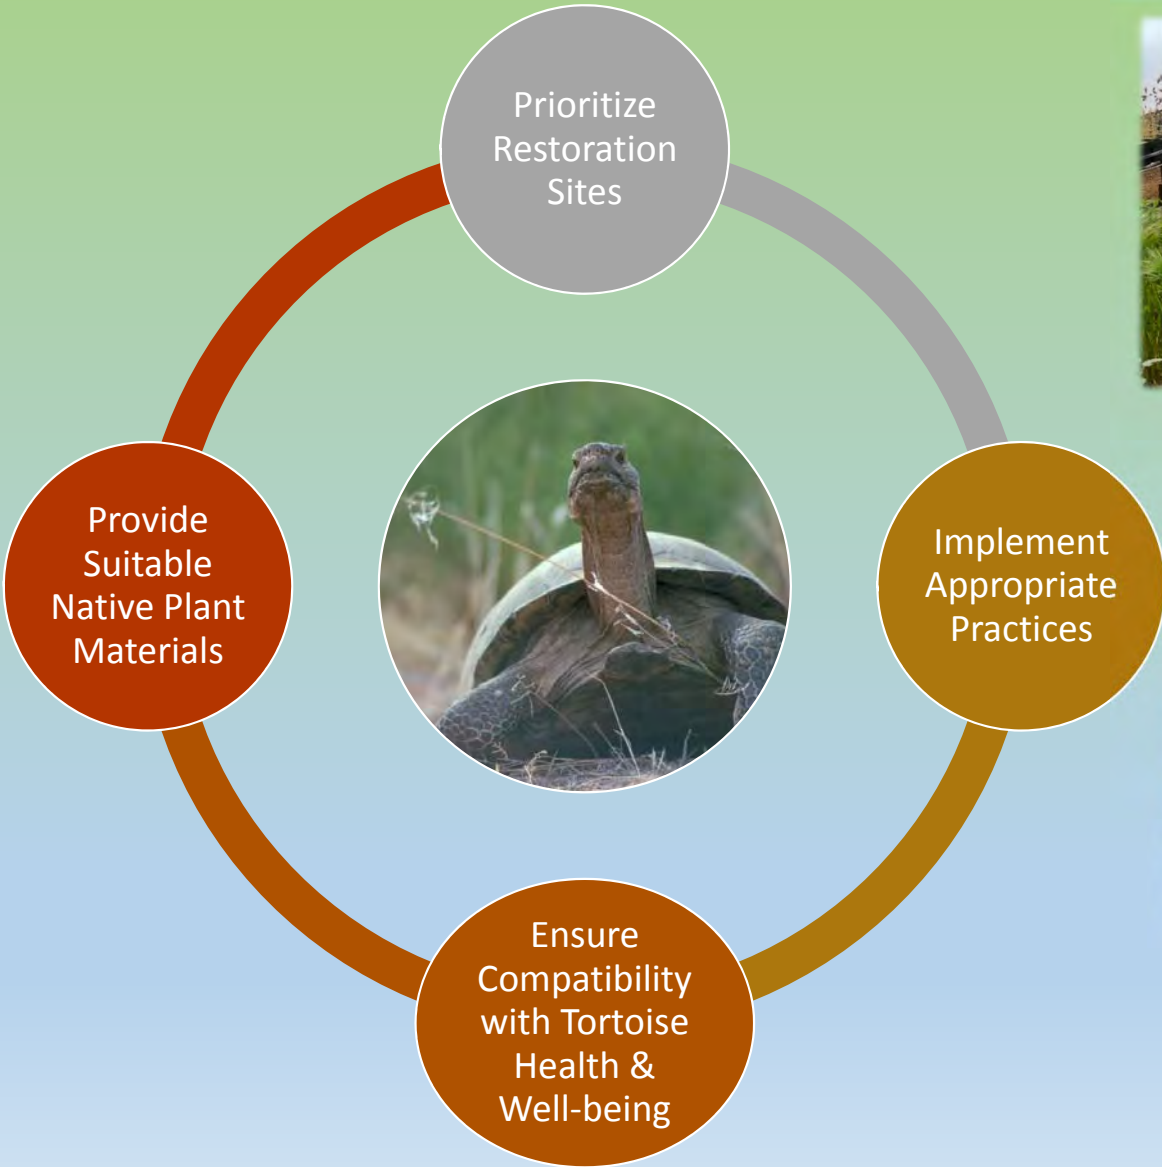 Prioritize
Restoration
Sites
Implement
Appropriate
Practices
Ensure
Compatibility
with Tortoise
Health &
Well-being
Provide
Suitable
Native Plant
Materials